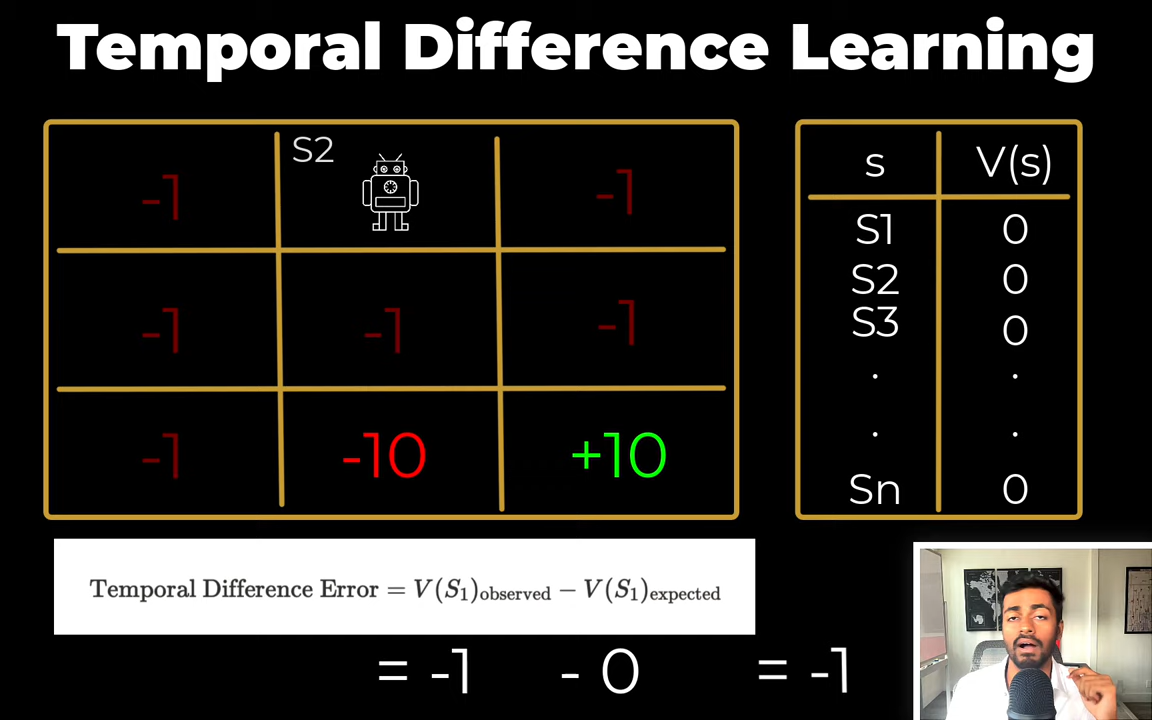 Temporal Difference Learning
-1 S2 -1
-1 -1 -1
-1 -10 +10
s V(s)
S1 0
S2 0
S3 0
. .
. .
Sn 0
Temporal Difference Error = V(S₁)observed − V(S₁)expected
= -1 - 0 = -1